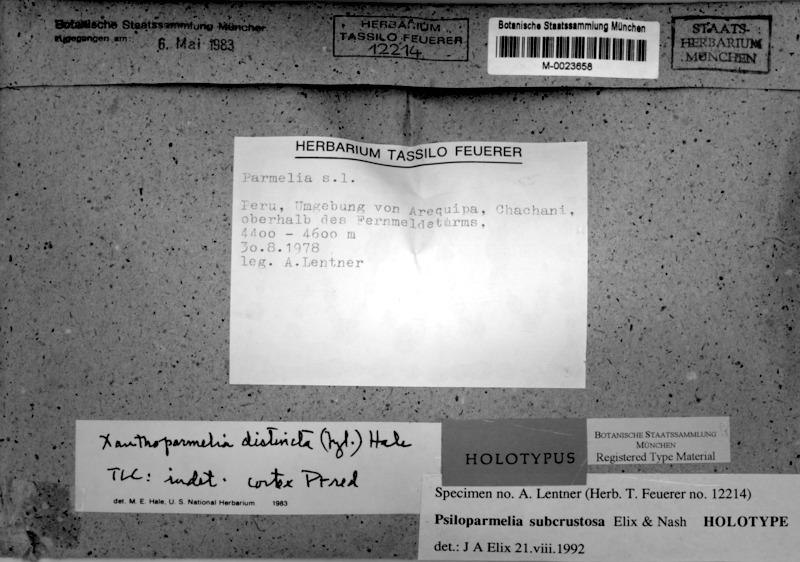 Botanische Staatssammlung München
zugegangen am:
6. Mai 1983
HERBARIUM
TASSILO FEUERER
12214
Botanische Staatssammlung München
M-0023658
STAATS-
HERBARIUM
MÜNCHEN
HERBARIUM TASSILO FEUERER
Parmelia s.l.
Peru, Umgebung von Arequipa, Chachani,
oberhalb des Fernmeldeturms,
4400 - 4600 m
30.8.1978
leg. A.Lentner
Xanthoparmelia distincta (Nyl.) Hale
TLC: indet. cortex P+red
det. M. E. Hale, U. S. National Herbarium 1983
HOLOTYPUS
BOTANISCHE STAATSSAMMLUNG
MÜNCHEN
Registered Type Material
Specimen no. A. Lentner (Herb. T. Feuerer no. 12214)
Psiloparmelia subcrustosa Elix & Nash HOLOTYPE
det.: J A Elix 21.viii.1992